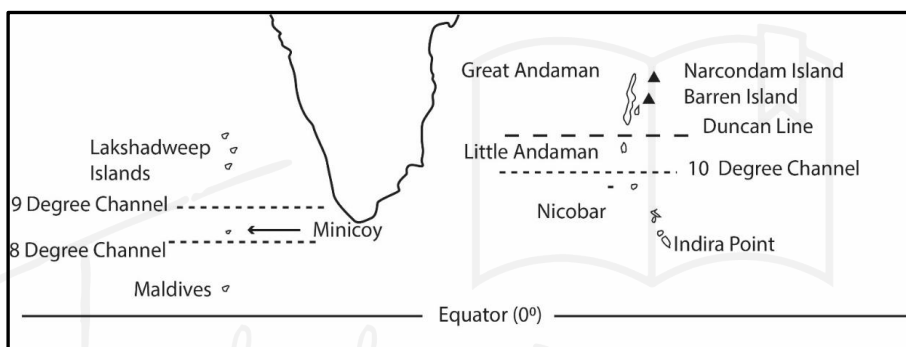 Great Andaman
Narcondam Island
Barren Island
Duncan Line
Lakshadweep
Islands
Little Andaman
10 Degree Channel
9 Degree Channel
Nicobar
Minicoy
8 Degree Channel
Indira Point
Maldives
Equator (0º)